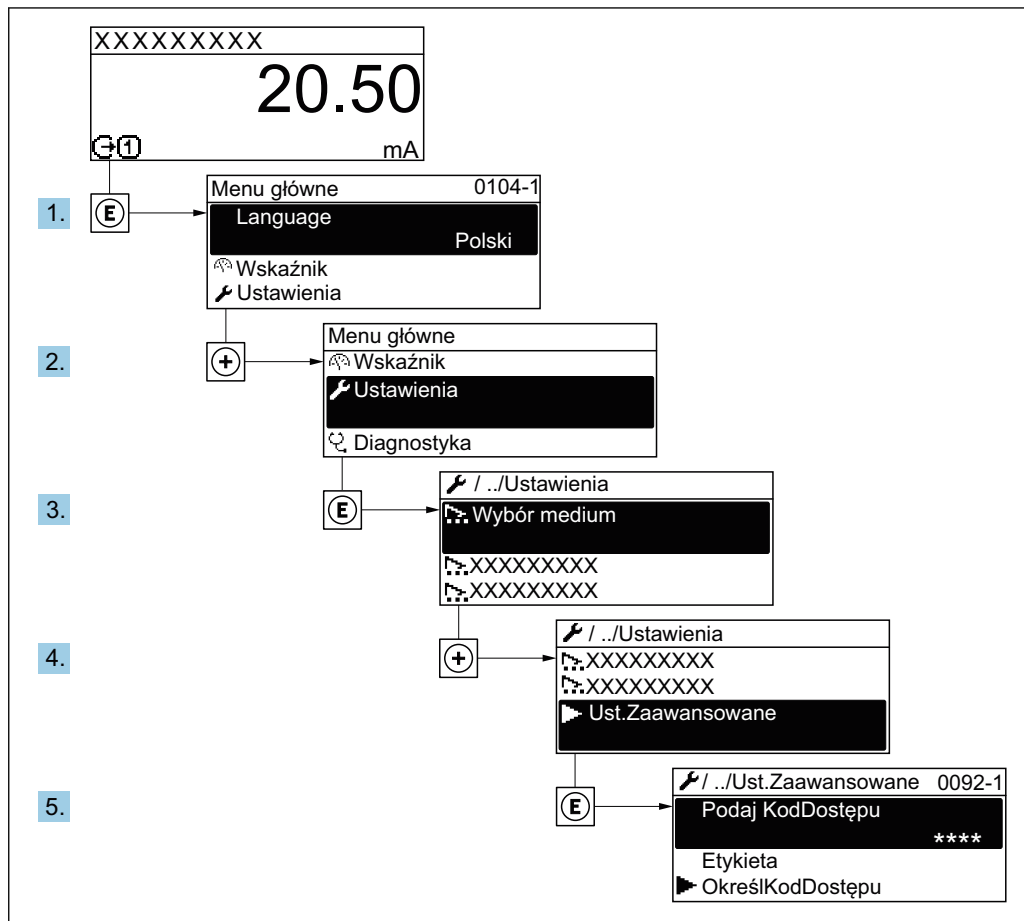 XXXXXXXXX
20.50
1 mA
1. E
Menu główne 0104-1
Language
Polski
Wskaźnik
Ustawienia
2. +
Menu główne
Wskaźnik
Ustawienia
Diagnostyka
3. E
/ ../Ustawienia
Wybór medium
XXXXXXXXX
XXXXXXXXX
4. +
/ ../Ustawienia
XXXXXXXXX
XXXXXXXXX
Ust.Zaawansowane
5. E
/ ../Ust.Zaawansowane 0092-1
Podaj KodDostępu
****
Etykieta
OkreślKodDostępu